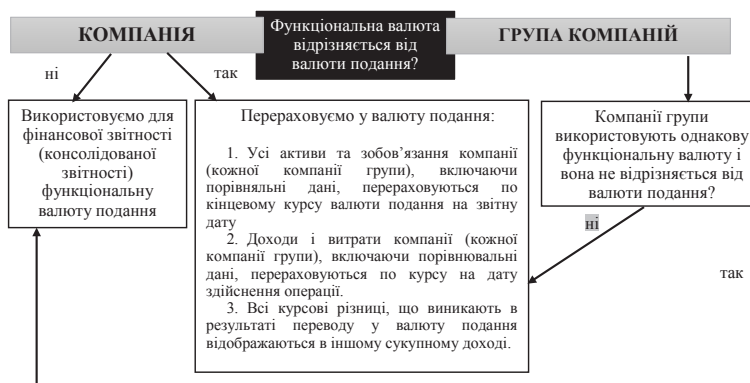 КОМПАНІЯ
Функціональна валюта
відрізняється від
валюти подання?
ГРУПА КОМПАНІЙ
ні
так
Використовуємо для
фінансової звітності
(консолідованої
звітності)
функціональну
валюту подання
Перераховуємо у валюту подання:
1. Усі активи та зобов’язання компанії
(кожної компанії групи), включаючи
порівняльні дані, перераховуються по
кінцевому курсу валюти подання на звітну
дату
2. Доходи і витрати компанії (кожної
компанії групи), включаючи порівнювальні
дані, перераховуються по курсу на дату
здійснення операції.
3. Всі курсові різниці, що виникають в
результаті переводу у валюту подання
відображаються в іншому сукупному доході.
Компанії групи
використовують однакову
функціональну валюту і
вона не відрізняється від
валюти подання?
ні
так